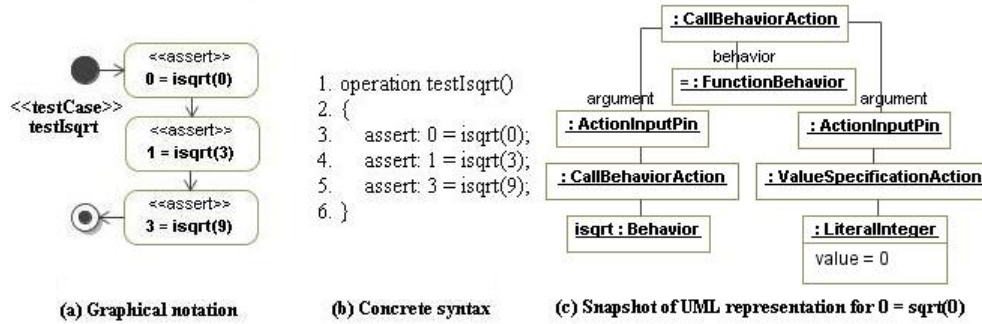 <<assert>>
0 = isqrt(0)
<<testCase>>
testIsqrt
<<assert>>
1 = isqrt(3)
<<assert>>
3 = isqrt(9)
(a) Graphical notation
1. operation testIsqrt()
2. {
3. assert: 0 = isqrt(0);
4. assert: 1 = isqrt(3);
5. assert: 3 = isqrt(9);
6. }
(b) Concrete syntax
: CallBehaviorAction
behavior
= : FunctionBehavior
argument
argument
: ActionInputPin
: ActionInputPin
: CallBehaviorAction
: ValueSpecificationAction
isqrt : Behavior
: LiteralInteger
value = 0
(c) Snapshot of UML representation for 0 = sqrt(0)